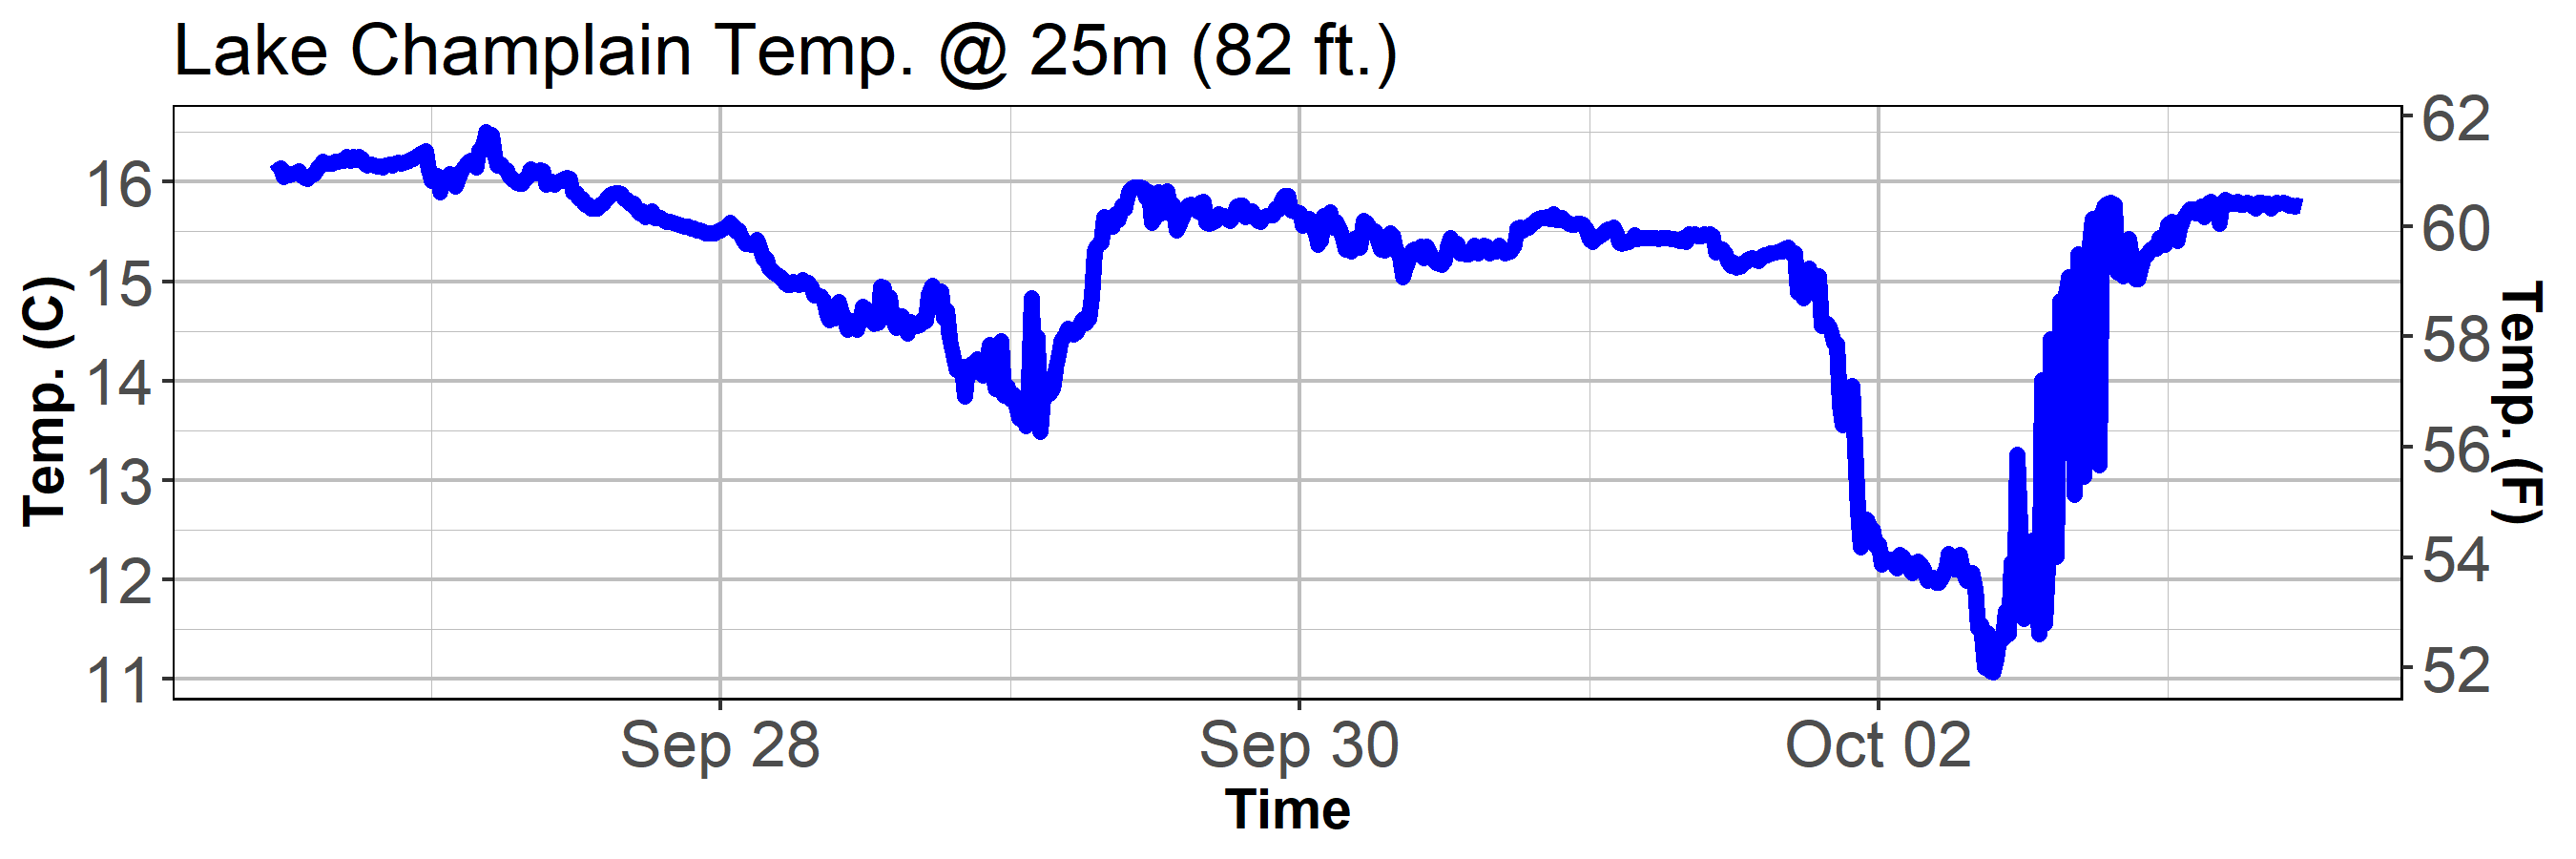 Lake Champlain Temp. @ 25m (82 ft.)
Temp. (C)
16
15
14
13
12
11
62
60
58
56
54
52
Temp. (F)
Sep 28
Sep 30
Oct 02
Time